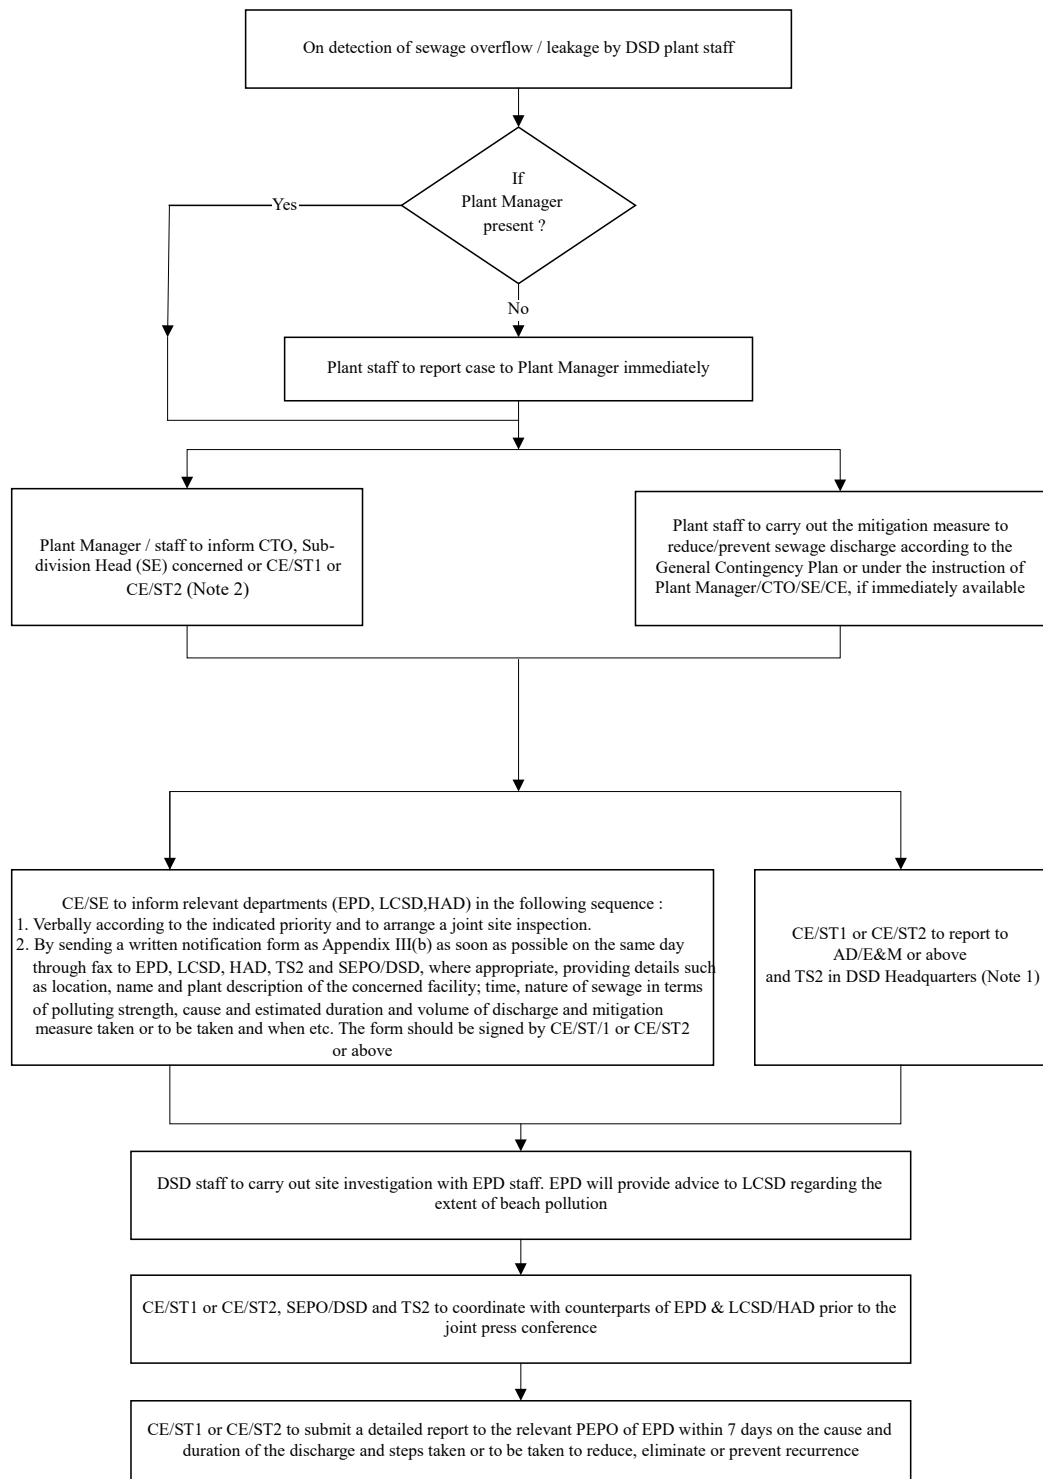 On detection of sewage overflow / leakage by DSD plant staff
If
Plant Manager
present ?
Yes
No
Plant staff to report case to Plant Manager immediately
Plant Manager / staff to inform CTO, Sub-
division Head (SE) concerned or CE/ST1 or
CE/ST2 (Note 2)
Plant staff to carry out the mitigation measure to
reduce/prevent sewage discharge according to the
General Contingency Plan or under the instruction of
Plant Manager/CTO/SE/CE, if immediately available
CE/SE to inform relevant departments (EPD, LCSD,HAD) in the following sequence :
1. Verbally according to the indicated priority and to arrange a joint site inspection.
2. By sending a written notification form as Appendix III(b) as soon as possible on the same day
through fax to EPD, LCSD, HAD, TS2 and SEPO/DSD, where appropriate, providing details such
as location, name and plant description of the concerned facility; time, nature of sewage in terms
of polluting strength, cause and estimated duration and volume of discharge and mitigation
measure taken or to be taken and when etc. The form should be signed by CE/ST/1 or CE/ST2
or above
CE/ST1 or CE/ST2 to report to
AD/E&M or above
and TS2 in DSD Headquarters (Note 1)
DSD staff to carry out site investigation with EPD staff. EPD will provide advice to LCSD regarding the
extent of beach pollution
CE/ST1 or CE/ST2, SEPO/DSD and TS2 to coordinate with counterparts of EPD & LCSD/HAD prior to the
joint press conference
CE/ST1 or CE/ST2 to submit a detailed report to the relevant PEPO of EPD within 7 days on the cause and
duration of the discharge and steps taken or to be taken to reduce, eliminate or prevent recurrence